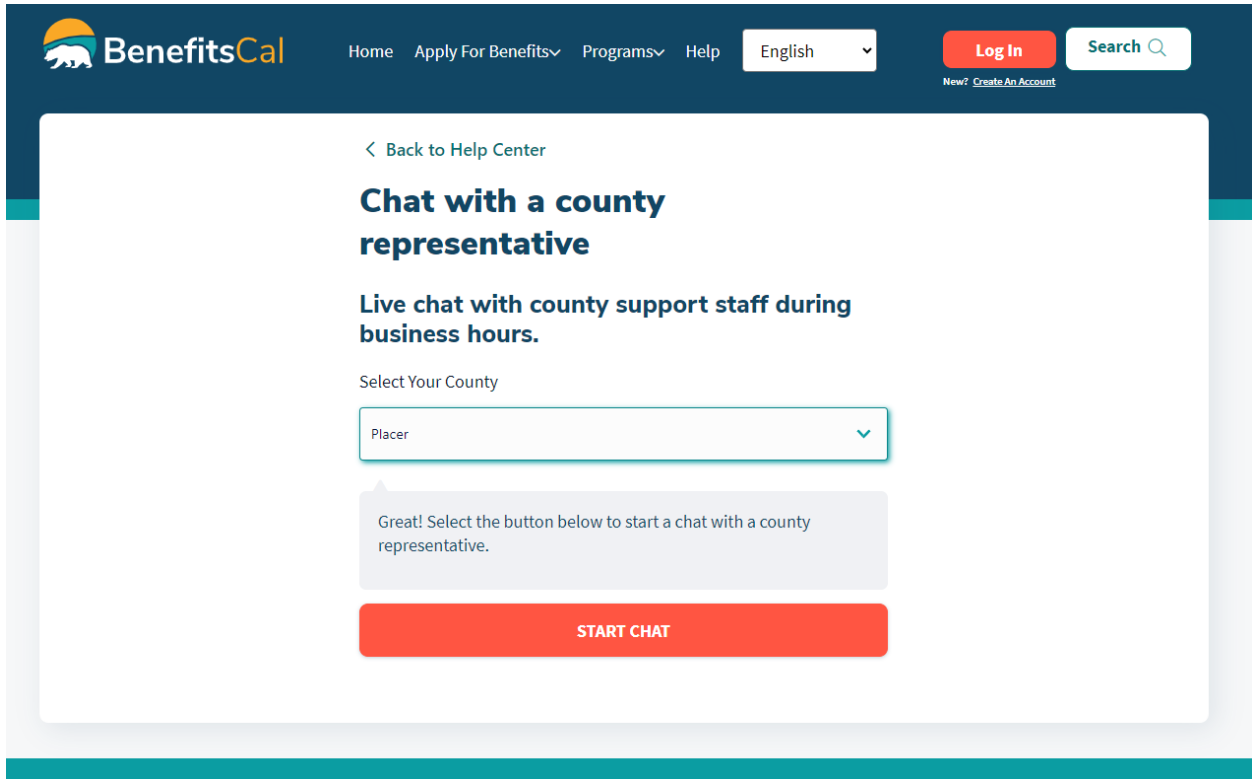 BenefitsCal
Home Apply For Benefits Programs Help English Log In Search
New? Create An Account
Back to Help Center
Chat with a county
representative
Live chat with county support staff during
business hours.
Select Your County
Placer
Great! Select the button below to start a chat with a county
representative.
START CHAT